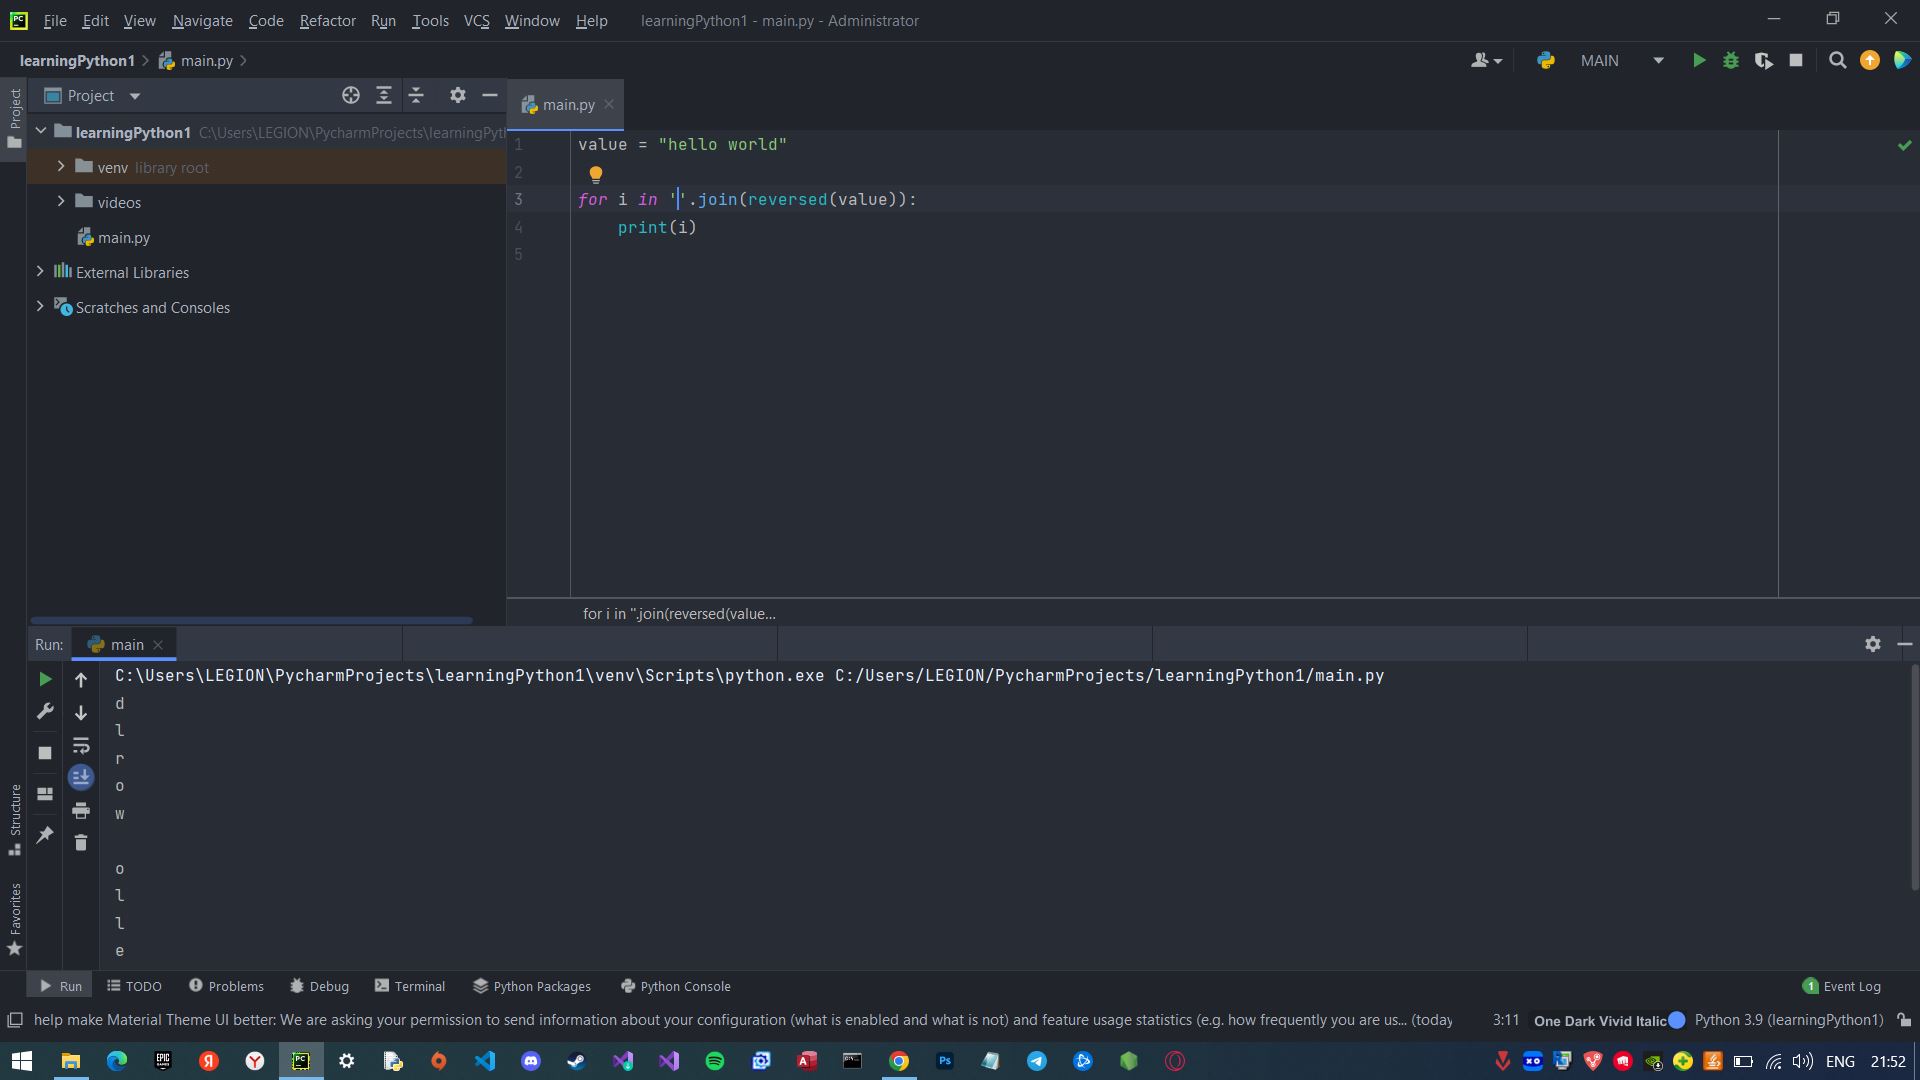 File Edit View Navigate Code Refactor Run Tools VCS Window Help learningPython1 - main.py - Administrator
learningPython1 main.py MAIN
Project
Project
main.py
learningPython1 C:\Users\LEGION\PycharmProjects\learningPyt
venv library root
videos
main.py
External Libraries
Scratches and Consoles
1 value = "hello world"
2
3 for i in ''.join(reversed(value)):
4 print(i)
5
for i in ''.join(reversed(value...
Run: main
C:\Users\LEGION\PycharmProjects\learningPython1\venv\Scripts\python.exe C:/Users/LEGION/PycharmProjects/learningPython1/main.py
d
l
r
o
w
o
l
l
e
Structure
Favorites
Run TODO Problems Debug Terminal Python Packages Python Console 1 Event Log
help make Material Theme UI better: We are asking your permission to send information about your configuration (what is enabled and what is not) and feature usage statistics (e.g. how frequently you are us... (today 3:11 One Dark Vivid Italic Python 3.9 (learningPython1)
ENG 21:52